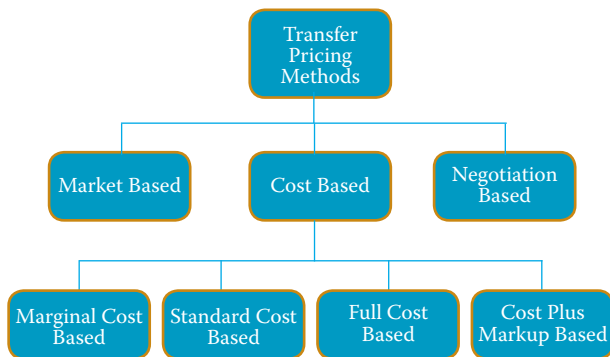 Transfer
Pricing
Methods
Market Based
Cost Based
Negotiation
Based
Marginal Cost
Based
Standard Cost
Based
Full Cost
Based
Cost Plus
Markup Based